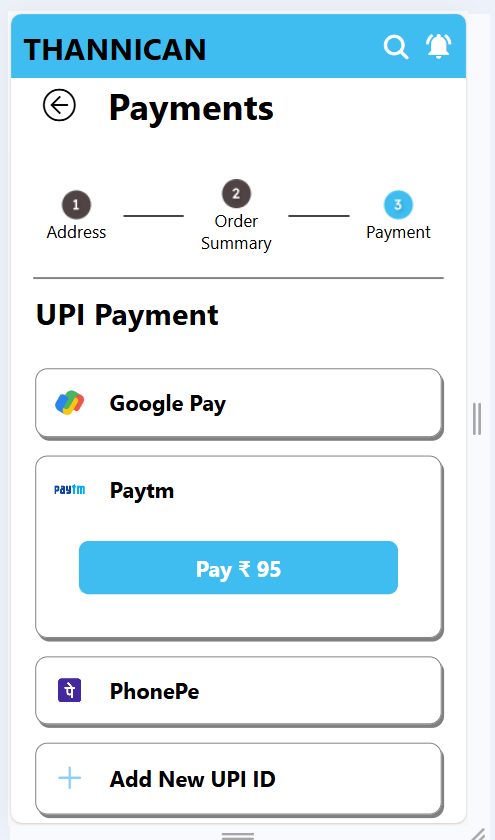 THANNICAN
Payments
1
Address
2
Order
Summary
3
Payment
UPI Payment
Google Pay
paytm Paytm
Pay ₹ 95
पे PhonePe
Add New UPI ID